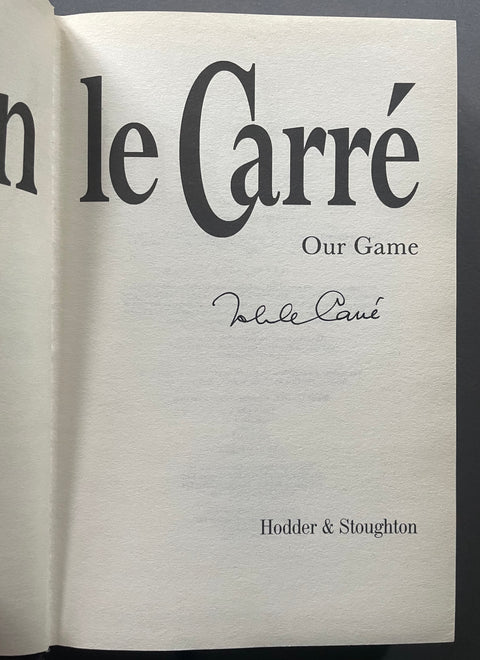 n le Carré
Our Game
John le Carré
Hodder & Stoughton